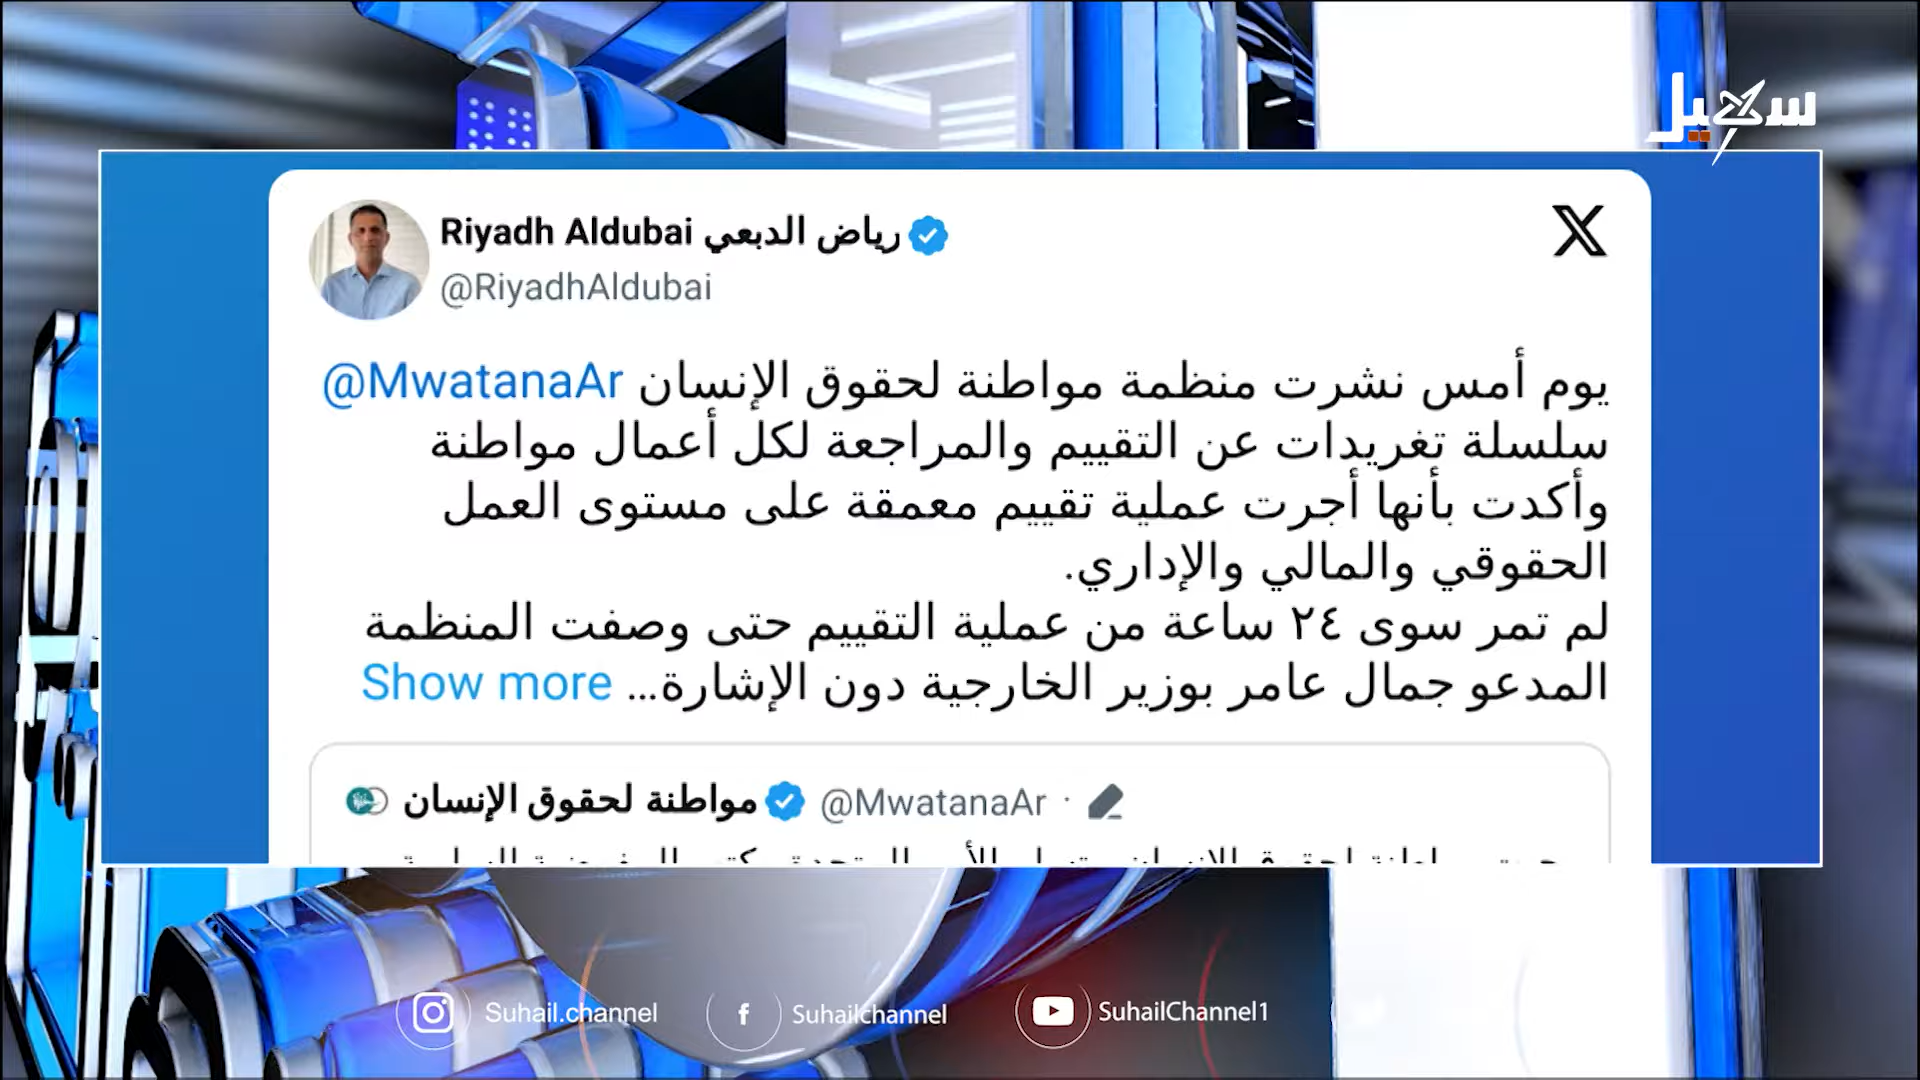 سهيل
Riyadh Aldubai رياض الدبعي
@RiyadhAldubai
يوم أمس نشرت منظمة مواطنة لحقوق الإنسان @MwatanaAr
سلسلة تغريدات عن التقييم والمراجعة لكل أعمال مواطنة
وأكدت بأنها أجرت عملية تقييم معمقة على مستوى العمل
الحقوقي والمالي والإداري.
لم تمر سوى ٢٤ ساعة من عملية التقييم حتى وصفت المنظمة
المدعو جمال عامر بوزير الخارجية دون الإشارة... Show more
مواطنة لحقوق الإنسان @MwatanaAr ·
Suhail.channel
Suhailchannel
SuhailChannel1